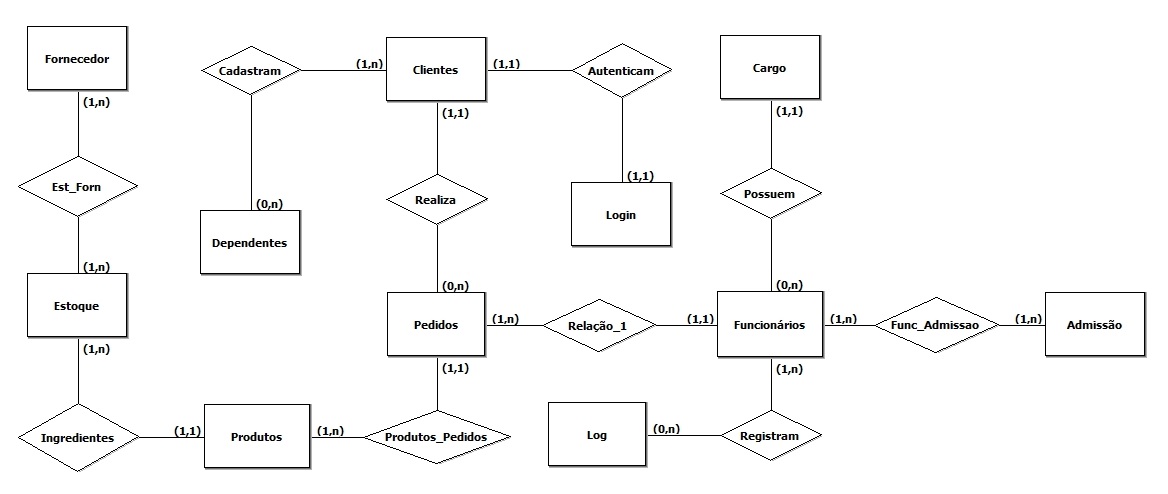 Fornecedor
(1,n)
Est_Forn
(1,n)
Estoque
(1,n)
Ingredientes
(1,1)
Produtos
(1,n)
Produtos_Pedidos
(1,1)
Pedidos
(0,n)
Realiza
(1,1)
Clientes
(1,n)
Cadastram
(0,n)
Dependentes
(1,1)
Autenticam
(1,1)
Login
(1,n)
Relação_1
(1,1)
Funcionários
(0,n)
Possuem
(1,1)
Cargo
(1,n)
Func_Admissao
(1,n)
Admissão
(1,n)
Registram
(0,n)
Log